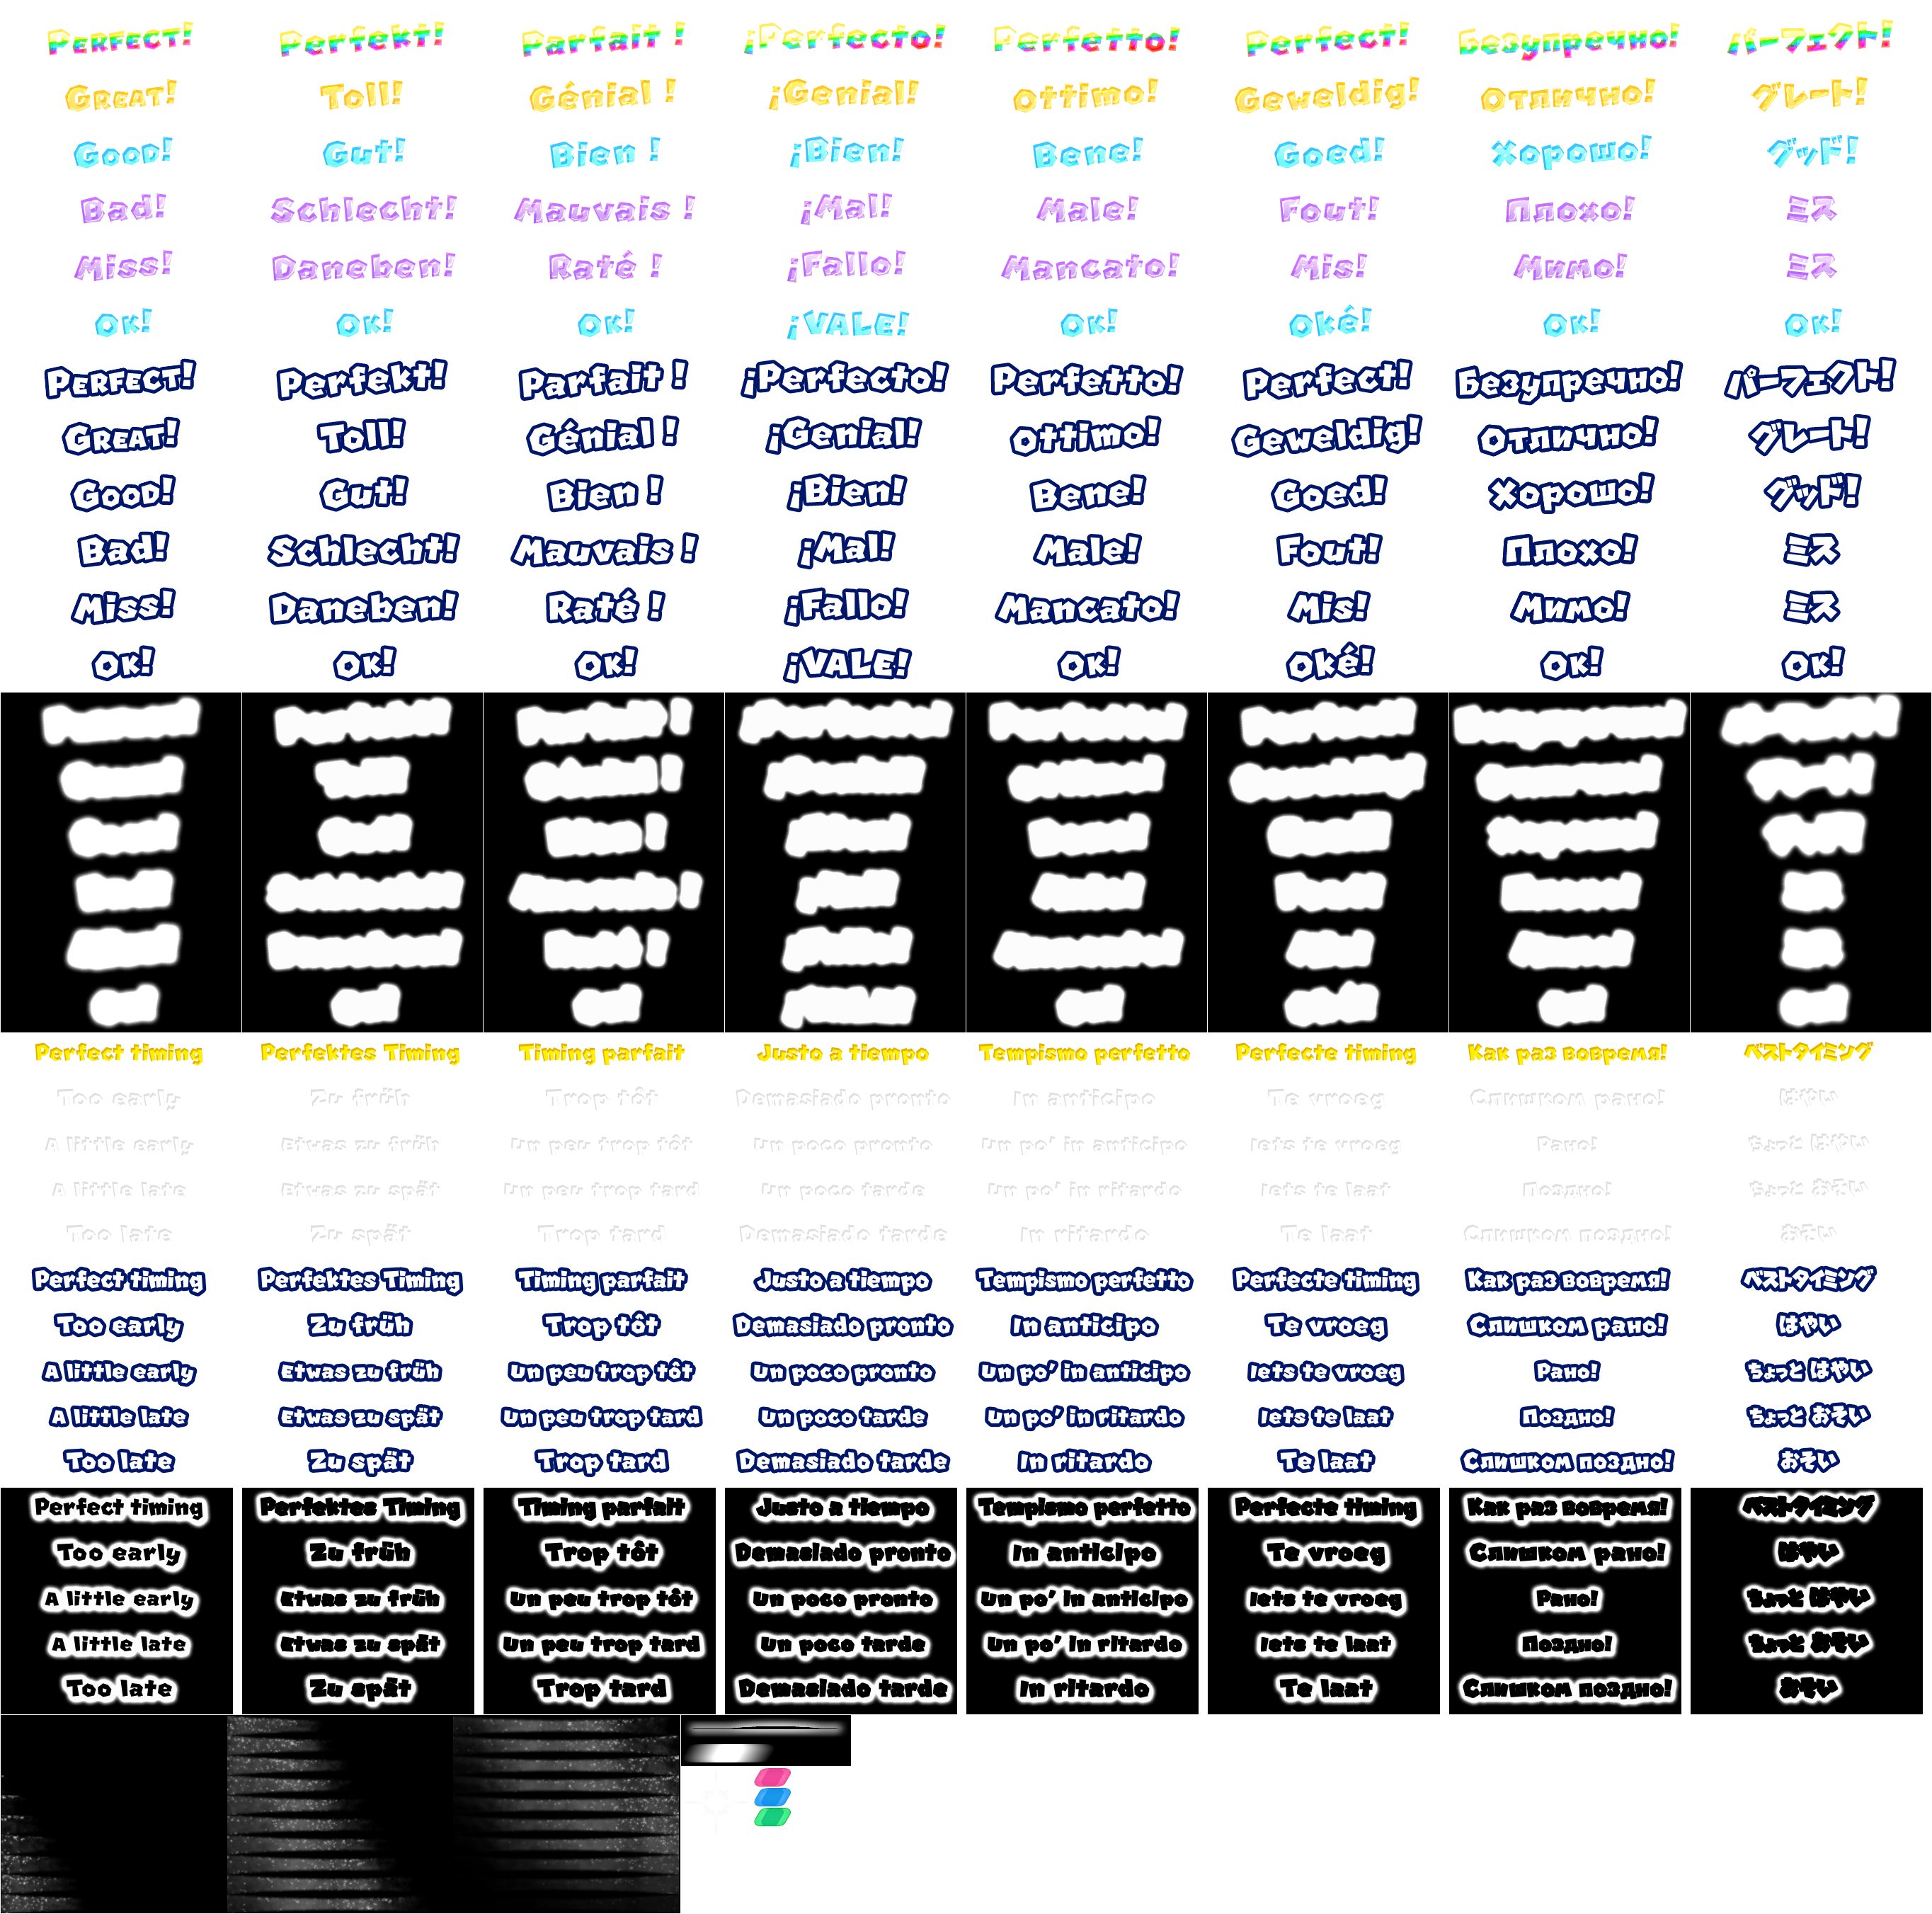 PERFECT! Perfekt! Parfait ! ¡Perfecto! Perfetto! Perfect! Безупречно! パーフェクト!
GREAT! Toll! Génial ! ¡Genial! Ottimo! Geweldig! Отлично! グレート!
GOOD! Gut! Bien ! ¡Bien! Bene! Goed! Хорошо! グッド!
Bad! Schlecht! Mauvais ! ¡Mal! Male! Fout! Плохо! ミス
Miss! Daneben! Raté ! ¡Fallo! Mancato! Mis! Мимо! ミス
OK! OK! OK! ¡VALE! OK! Oké! OK! OK!
PERFECT! Perfekt! Parfait ! ¡Perfecto! Perfetto! Perfect! Безупречно! パーフェクト!
GREAT! Toll! Génial ! ¡Genial! Ottimo! Geweldig! Отлично! グレート!
GOOD! Gut! Bien ! ¡Bien! Bene! Goed! Хорошо! グッド!
Bad! Schlecht! Mauvais ! ¡Mal! Male! Fout! Плохо! ミス
Miss! Daneben! Raté ! ¡Fallo! Mancato! Mis! Мимо! ミス
OK! OK! OK! ¡VALE! OK! Oké! OK! OK!
Perfect timing Perfektes Timing Timing parfait Justo a tiempo Tempismo perfetto Perfecte timing Как раз вовремя! ベストタイミング
Too early Zu früh Trop tôt Demasiado pronto In anticipo Te vroeg Слишком рано! はやい
A little early Etwas zu früh Un peu trop tôt Un poco pronto Un po' in anticipo Iets te vroeg Рано! ちょっと はやい
A little late Etwas zu spät Un peu trop tard Un poco tarde Un po' in ritardo Iets te laat Поздно! ちょっと おそい
Too late Zu spät Trop tard Demasiado tarde In ritardo Te laat Слишком поздно! おそい
Perfect timing Perfektes Timing Timing parfait Justo a tiempo Tempismo perfetto Perfecte timing Как раз вовремя! ベストタイミング
Too early Zu früh Trop tôt Demasiado pronto In anticipo Te vroeg Слишком рано! はやい
A little early Etwas zu früh Un peu trop tôt Un poco pronto Un po' in anticipo Iets te vroeg Рано! ちょっと はやい
A little late Etwas zu spät Un peu trop tard Un poco tarde Un po' in ritardo Iets te laat Поздно! ちょっと おそい
Too late Zu spät Trop tard Demasiado tarde In ritardo Te laat Слишком поздно! おそい
Perfect timing Perfektes Timing Timing parfait Justo a tiempo Tempismo perfetto Perfecte timing Как раз вовремя! ベストタイミング
Too early Zu früh Trop tôt Demasiado pronto In anticipo Te vroeg Слишком рано! はやい
A little early Etwas zu früh Un peu trop tôt Un poco pronto Un po' in anticipo Iets te vroeg Рано! ちょっと はやい
A little late Etwas zu spät Un peu trop tard Un poco tarde Un po' in ritardo Iets te laat Поздно! ちょっと おそい
Too late Zu spät Trop tard Demasiado tarde In ritardo Te laat Слишком поздно! おそい